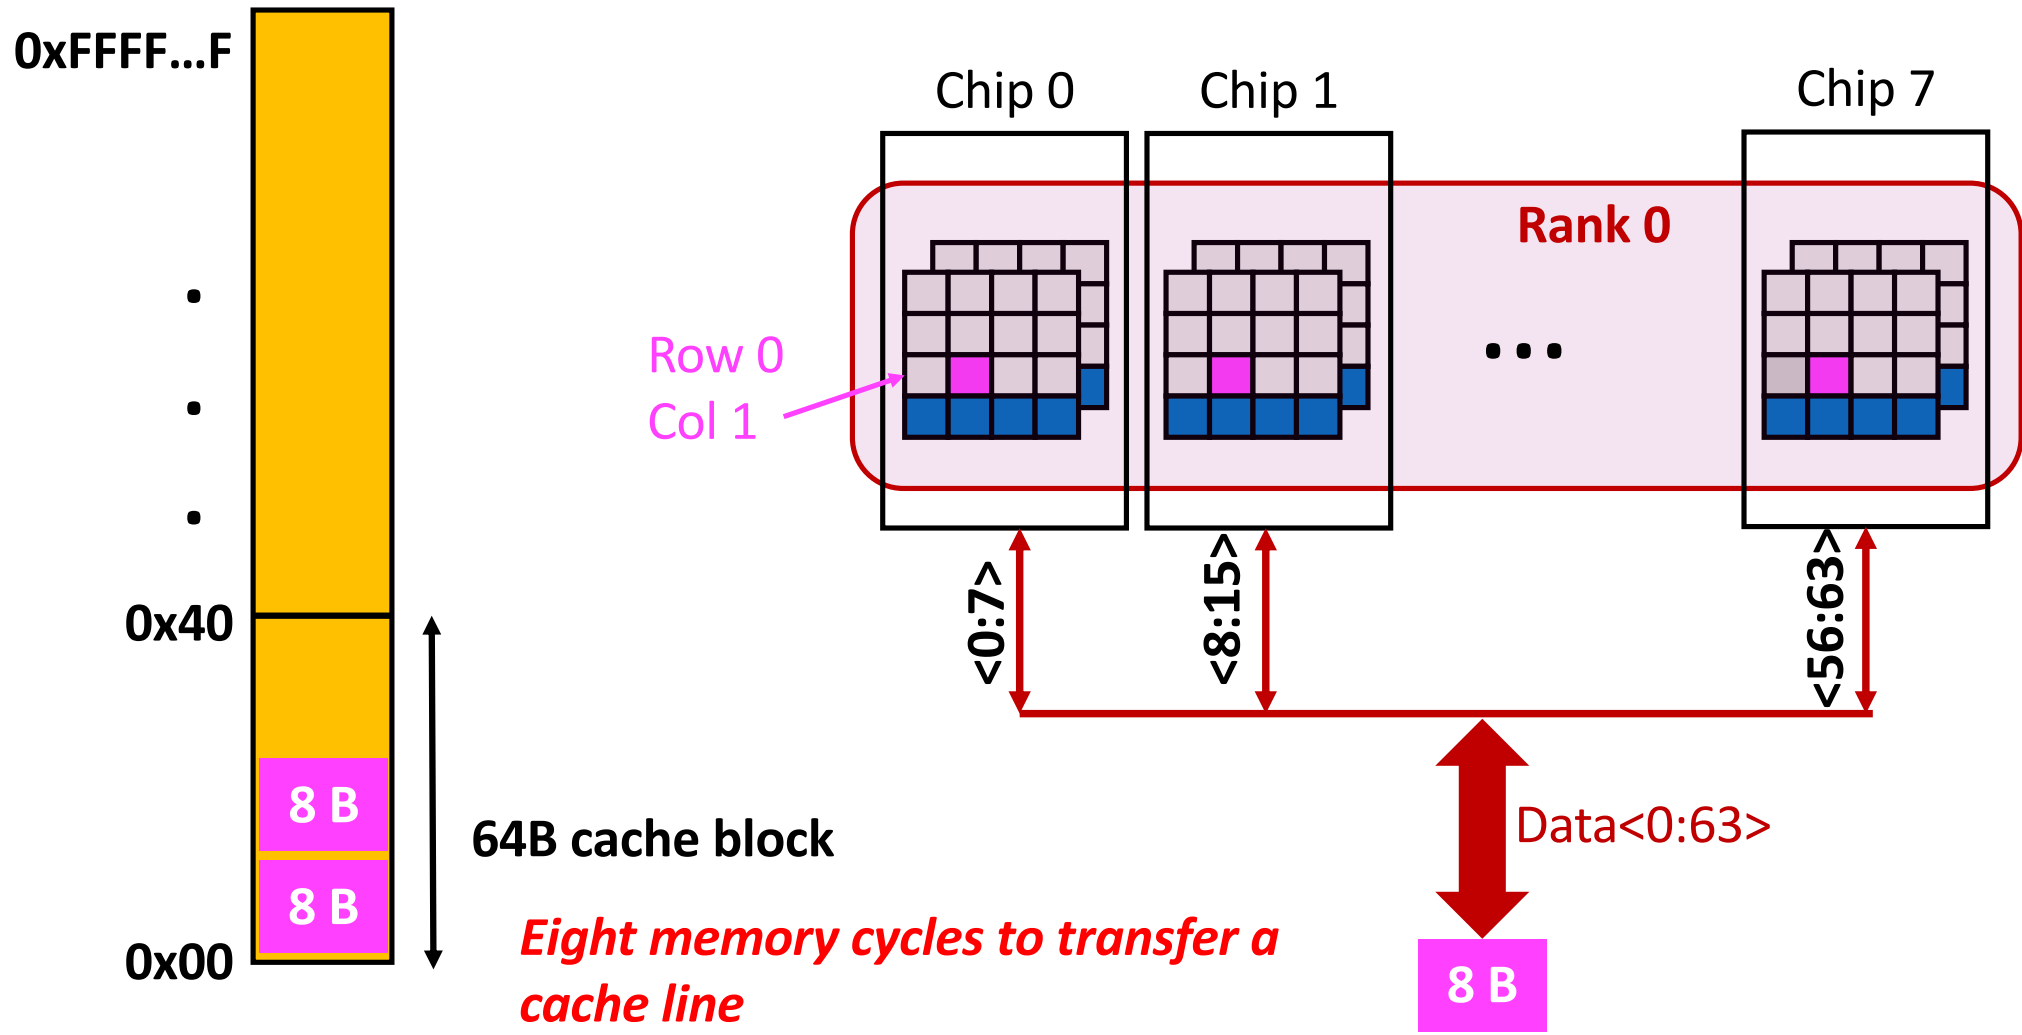 0xFFFF...F
Chip 0
Chip 1
Chip 7
Rank 0
Row 0
Col 1
...
<0:7>
<8:15>
<56:63>
0x40
8 B
8 B
64B cache block
Data<0:63>
0x00
Eight memory cycles to transfer a
cache line
8 B